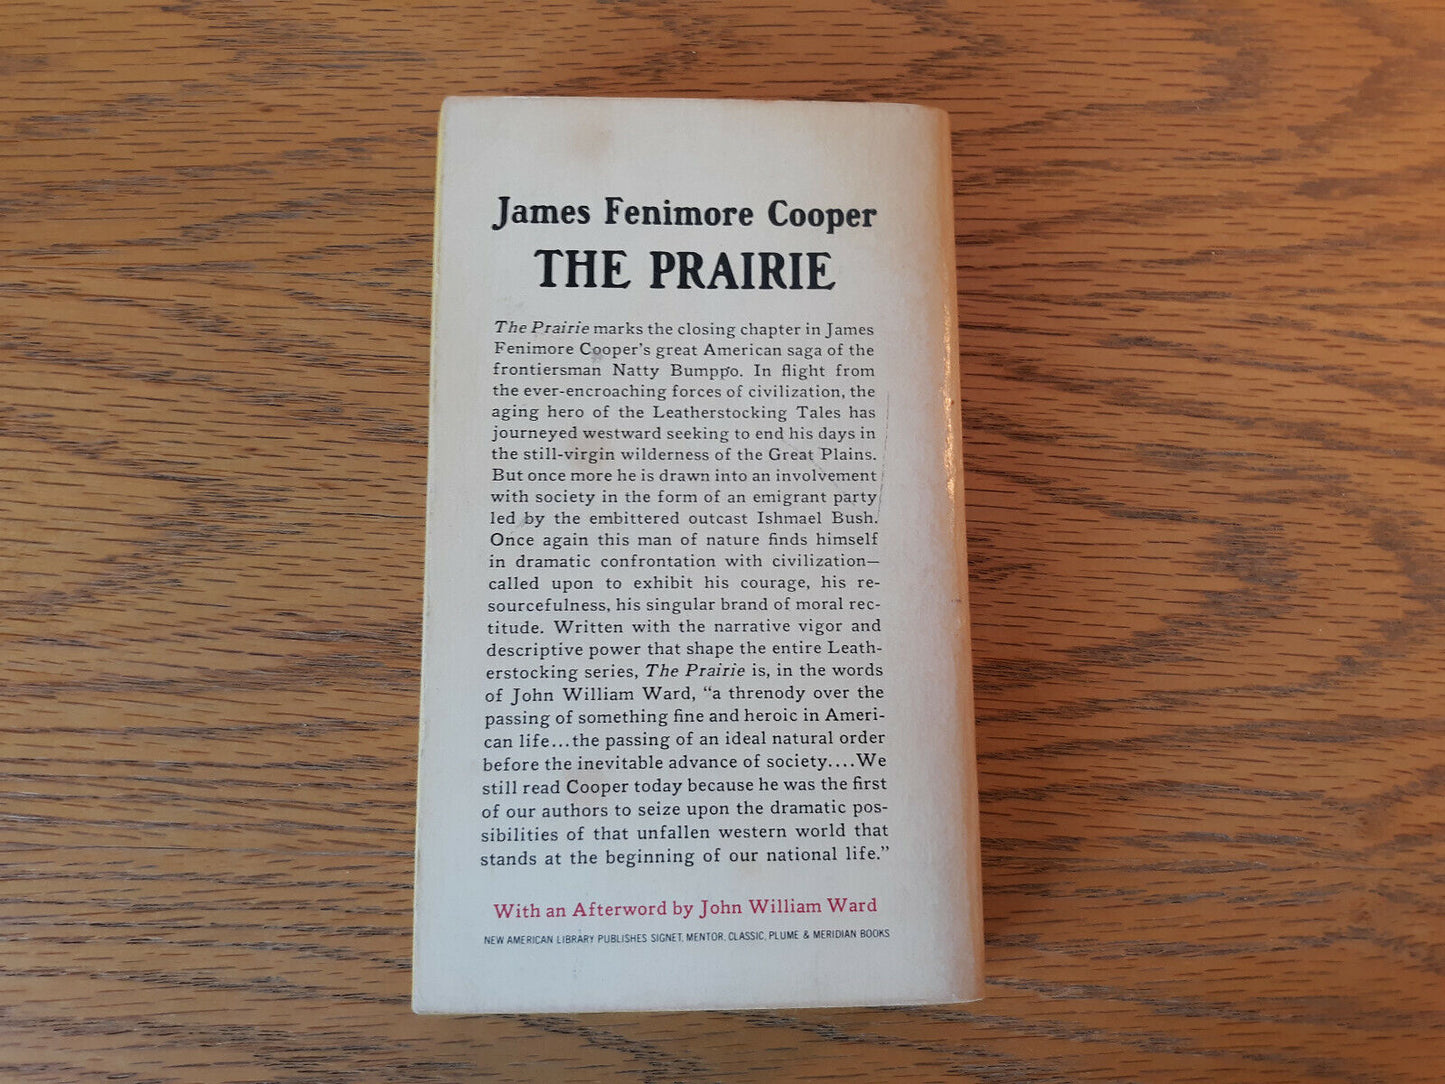 James Fenimore Cooper
THE PRAIRIE
The Prairie marks the closing chapter in James
Fenimore Cooper's great American saga of the
frontiersman Natty Bumppo. In flight from
the ever-encroaching forces of civilization, the
aging hero of the Leatherstocking Tales has
journeyed westward seeking to end his days in
the still-virgin wilderness of the Great Plains.
But once more he is drawn into an involvement
with society in the form of an emigrant party
led by the embittered outcast Ishmael Bush.
Once again this man of nature finds himself
in dramatic confrontation with civilization—
called upon to exhibit his courage, his re-
sourcefulness, his singular brand of moral rec-
titude. Written with the narrative vigor and
descriptive power that shape the entire Leath-
erstocking series, The Prairie is, in the words
of John William Ward, “a threnody over the
passing of something fine and heroic in Ameri-
can life...the passing of an ideal natural order
before the inevitable advance of society....We
still read Cooper today because he was the first
of our authors to seize upon the dramatic pos-
sibilities of that unfallen western world that
stands at the beginning of our national life.”
With an Afterword by John William Ward
NEW AMERICAN LIBRARY PUBLISHES SIGNET, MENTOR, CLASSIC, PLUME & MERIDIAN BOOKS